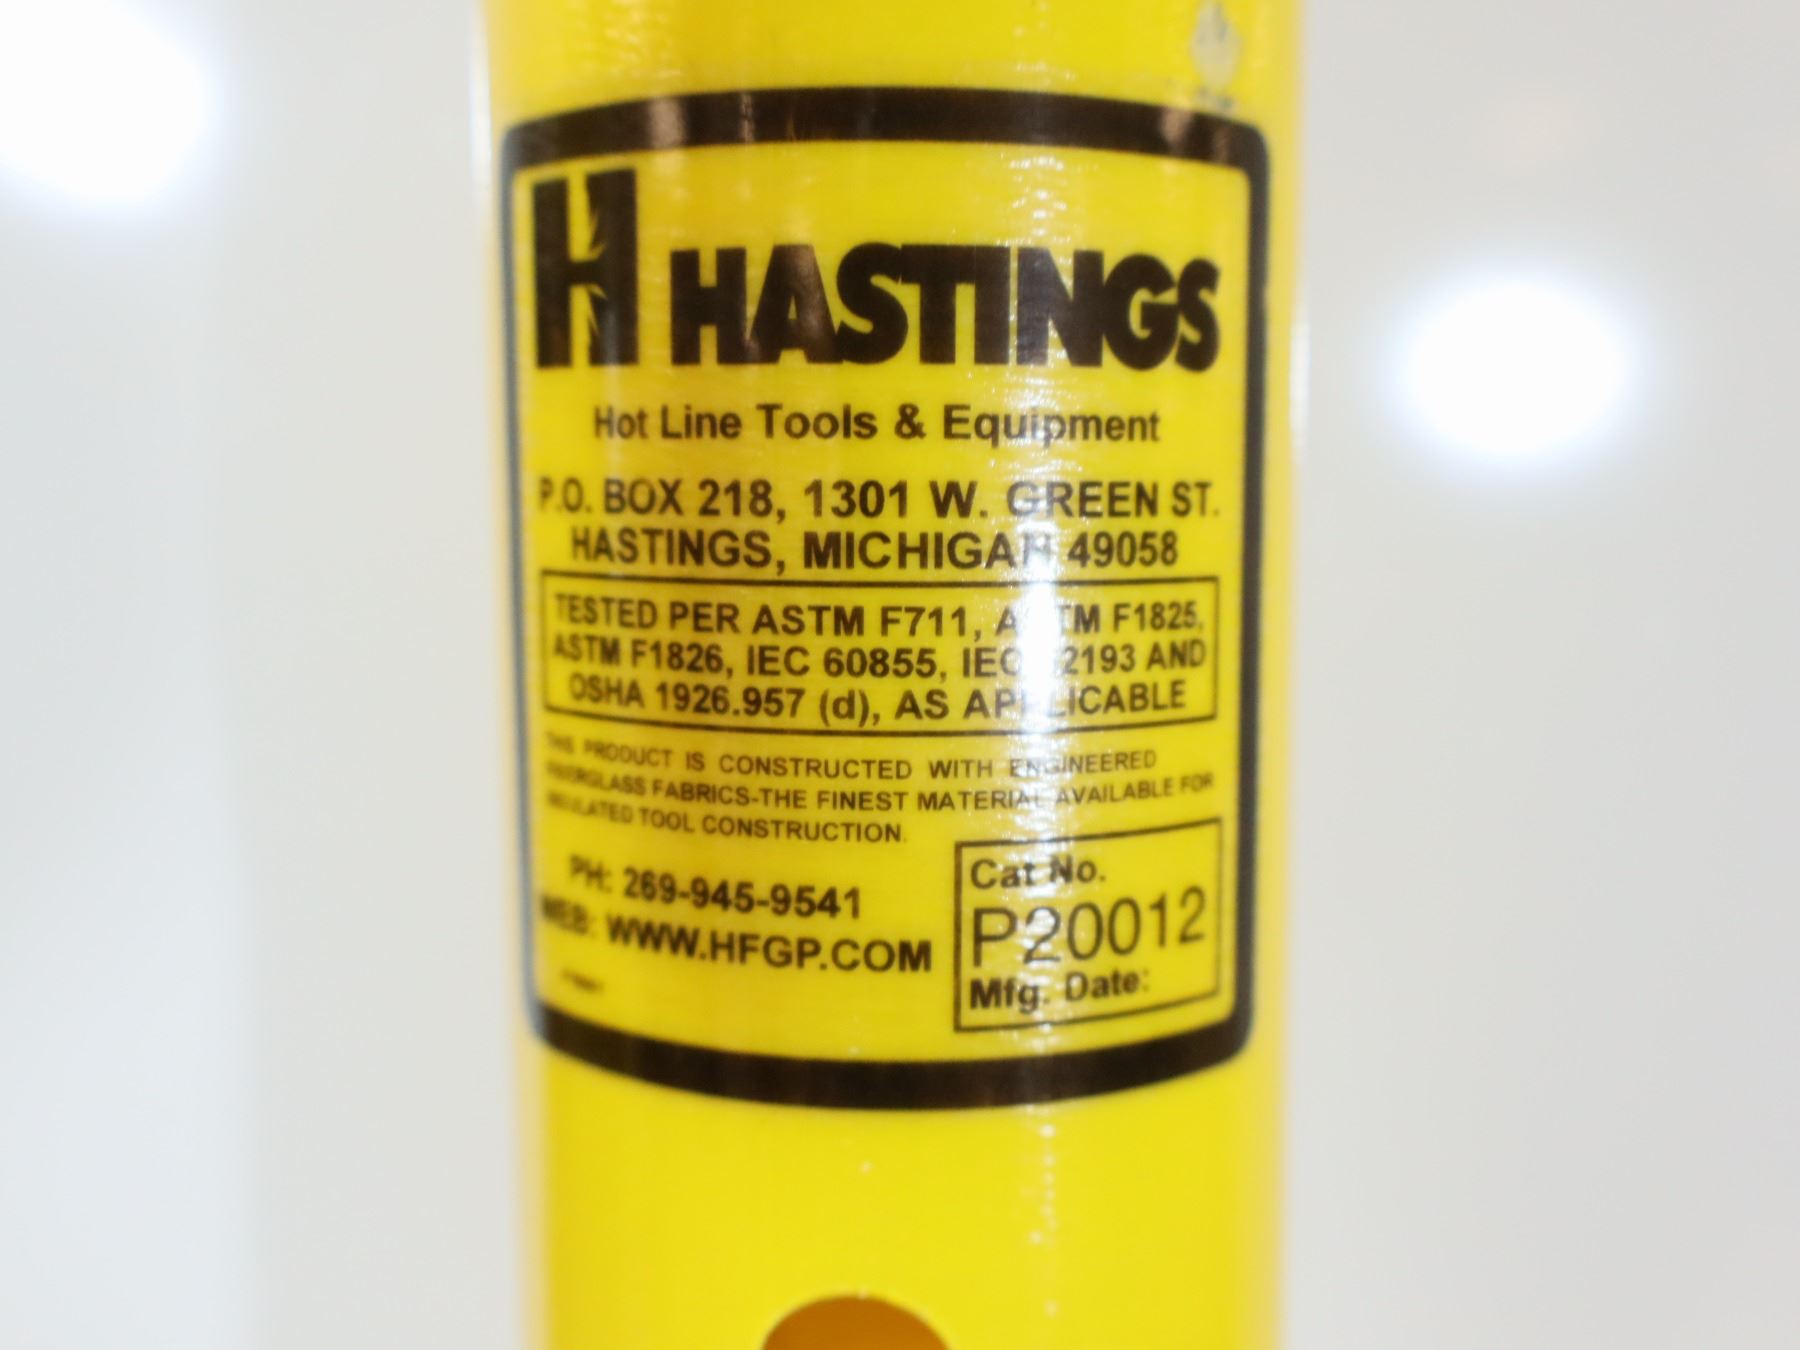 H HASTINGS
Hot Line Tools & Equipment
P.O. BOX 218, 1301 W. GREEN ST.
HASTINGS, MICHIGAN 49058
TESTED PER ASTM F711, ASTM F1825,
ASTM F1826, IEC 60855, IEC 62193 AND
OSHA 1926.957 (d), AS APPLICABLE
THIS PRODUCT IS CONSTRUCTED WITH ENGINEERED
FIBERGLASS FABRICS-THE FINEST MATERIAL AVAILABLE FOR
INSULATED TOOL CONSTRUCTION.
PH: 269-945-9541
WEB: WWW.HFGP.COM
Cat No.
P20012
Mfg. Date: